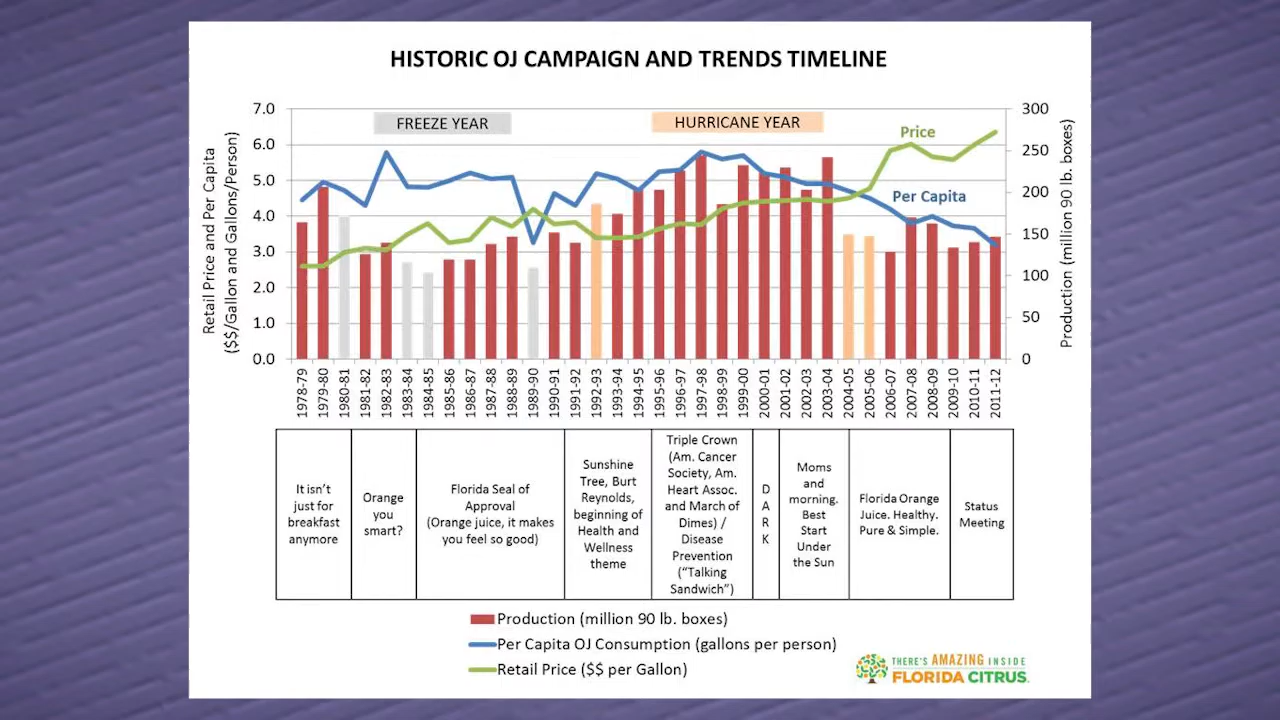 HISTORIC OJ CAMPAIGN AND TRENDS TIMELINE
FREEZE YEAR
HURRICANE YEAR
Price
Per Capita
Retail Price and Per Capita
($$/Gallon and Gallons/Person)
7.0
6.0
5.0
4.0
3.0
2.0
1.0
0.0
300
250
200
150
100
50
0
Production (million 90 lb. boxes)
1978-79
1979-80
1980-81
1981-82
1982-83
1983-84
1984-85
1985-86
1986-87
1987-88
1988-89
1989-90
1990-91
1991-92
1992-93
1993-94
1994-95
1995-96
1996-97
1997-98
1998-99
1999-00
2000-01
2001-02
2002-03
2003-04
2004-05
2005-06
2006-07
2007-08
2008-09
2009-10
2010-11
2011-12
It isn't
just for
breakfast
anymore
Orange
you
smart?
Florida Seal of
Approval
(Orange juice, it makes
you feel so good)
Sunshine
Tree, Burt
Reynolds,
beginning of
Health and
Wellness
theme
Triple Crown
(Am. Cancer
Society, Am.
Heart Assoc.
and March of
Dimes) /
Disease
Prevention
("Talking
Sandwich")
D
A
R
K
Moms
and
morning.
Best
Start
Under
the Sun
Florida Orange
Juice. Healthy.
Pure & Simple.
Status
Meeting
Production (million 90 lb. boxes)
Per Capita OJ Consumption (gallons per person)
Retail Price ($$ per Gallon)
THERE'S AMAZING INSIDE
FLORIDA CITRUS.